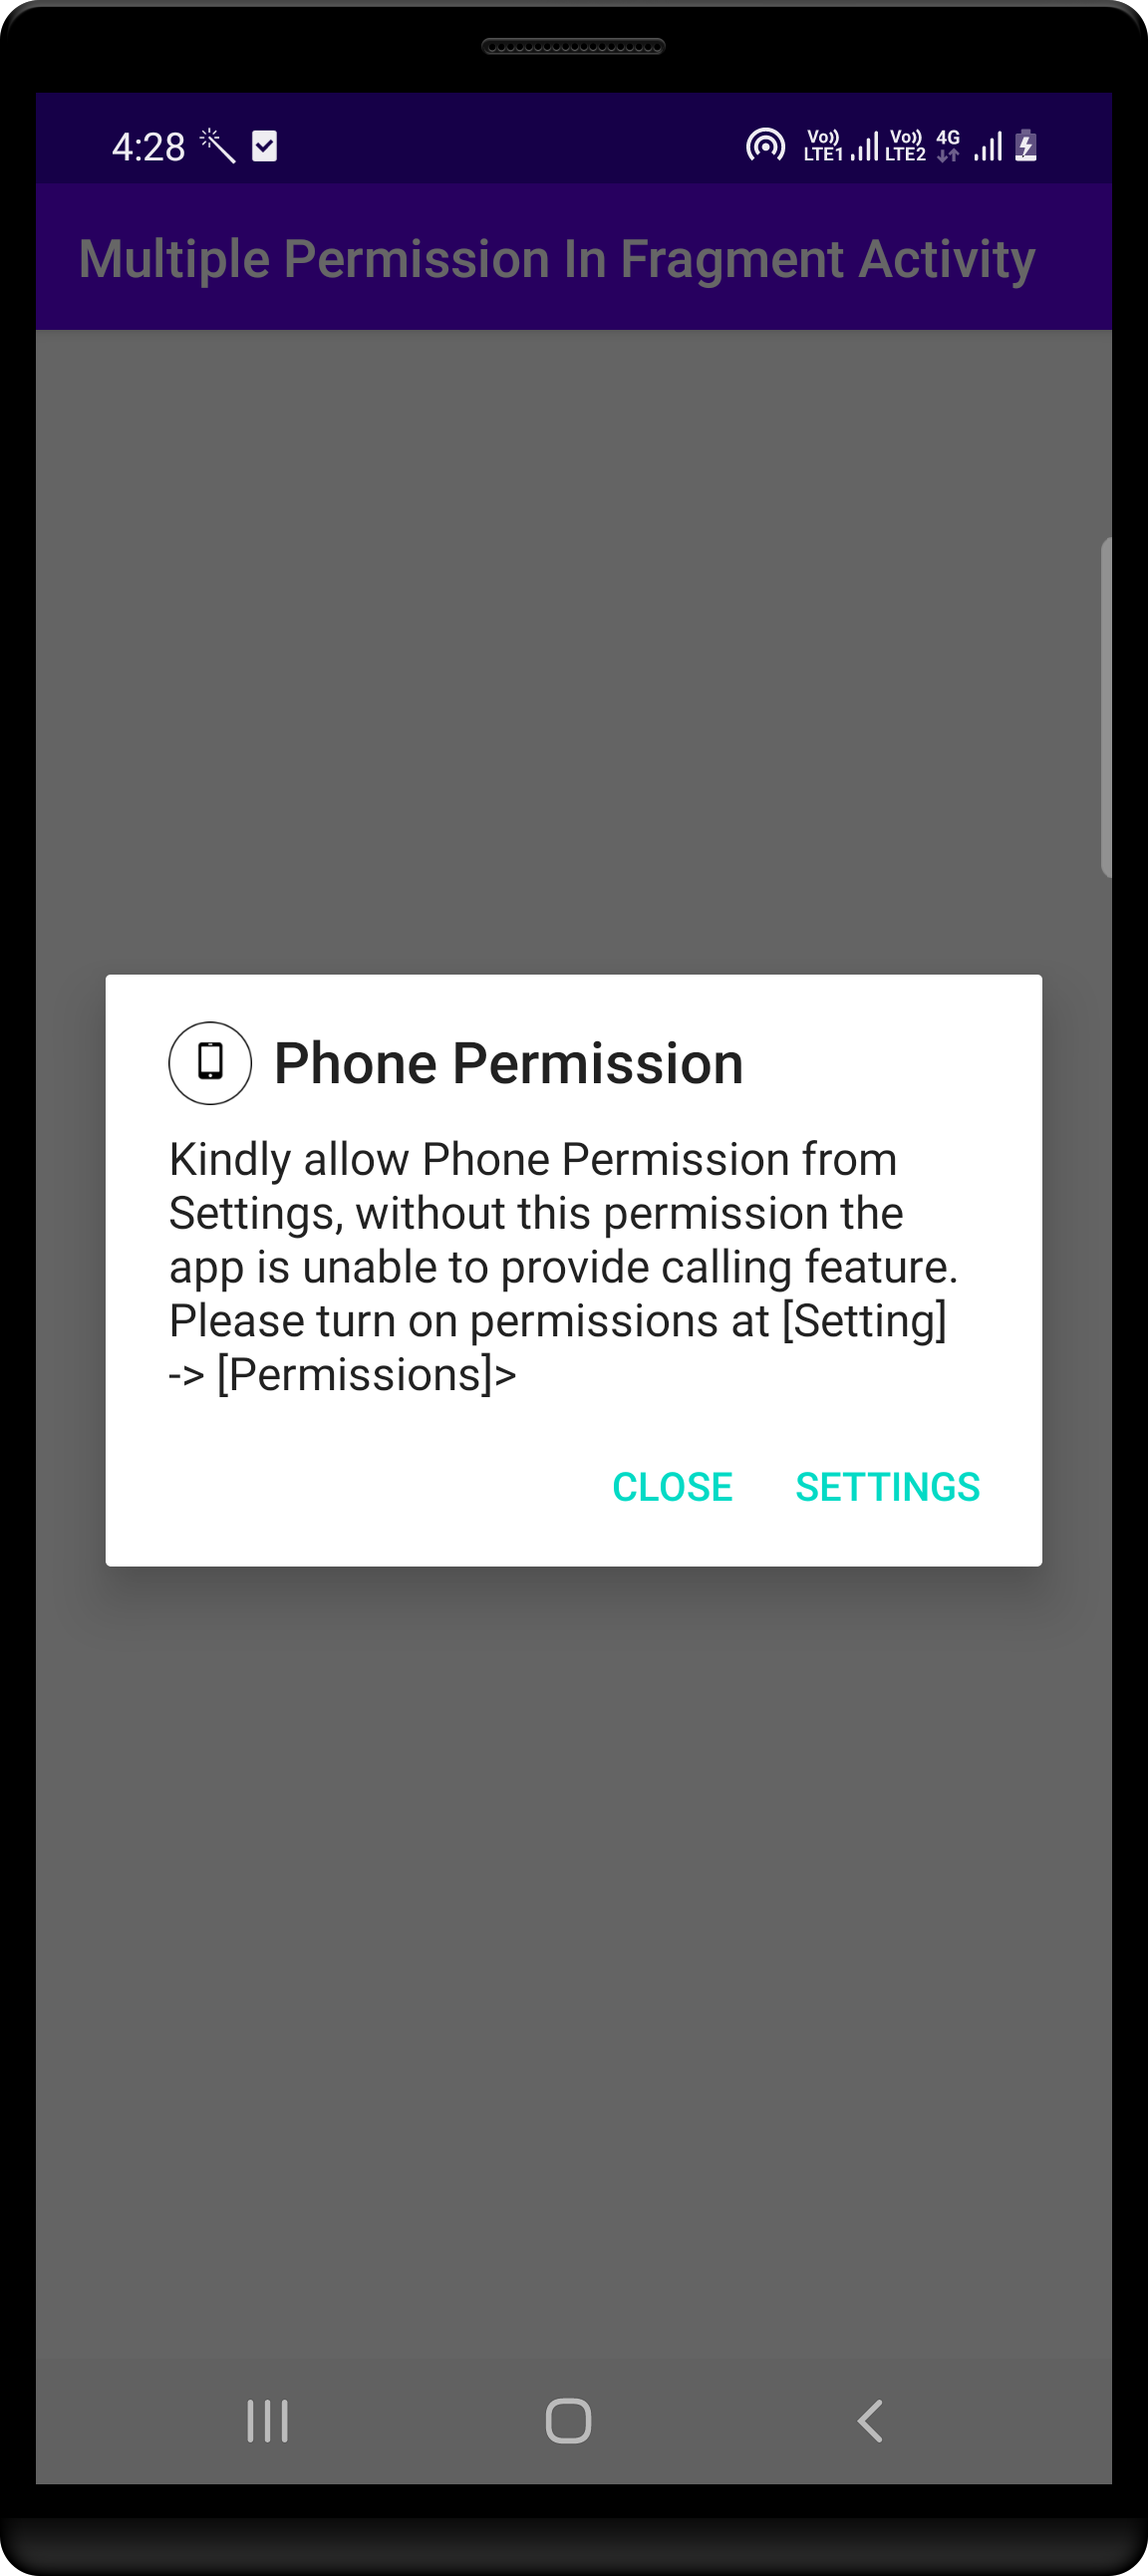 4:28
Vo)) LTE1 Vo)) LTE2 4G
Multiple Permission In Fragment Activity
Phone Permission
Kindly allow Phone Permission from
Settings, without this permission the
app is unable to provide calling feature.
Please turn on permissions at [Setting]
-> [Permissions]>
CLOSE SETTINGS